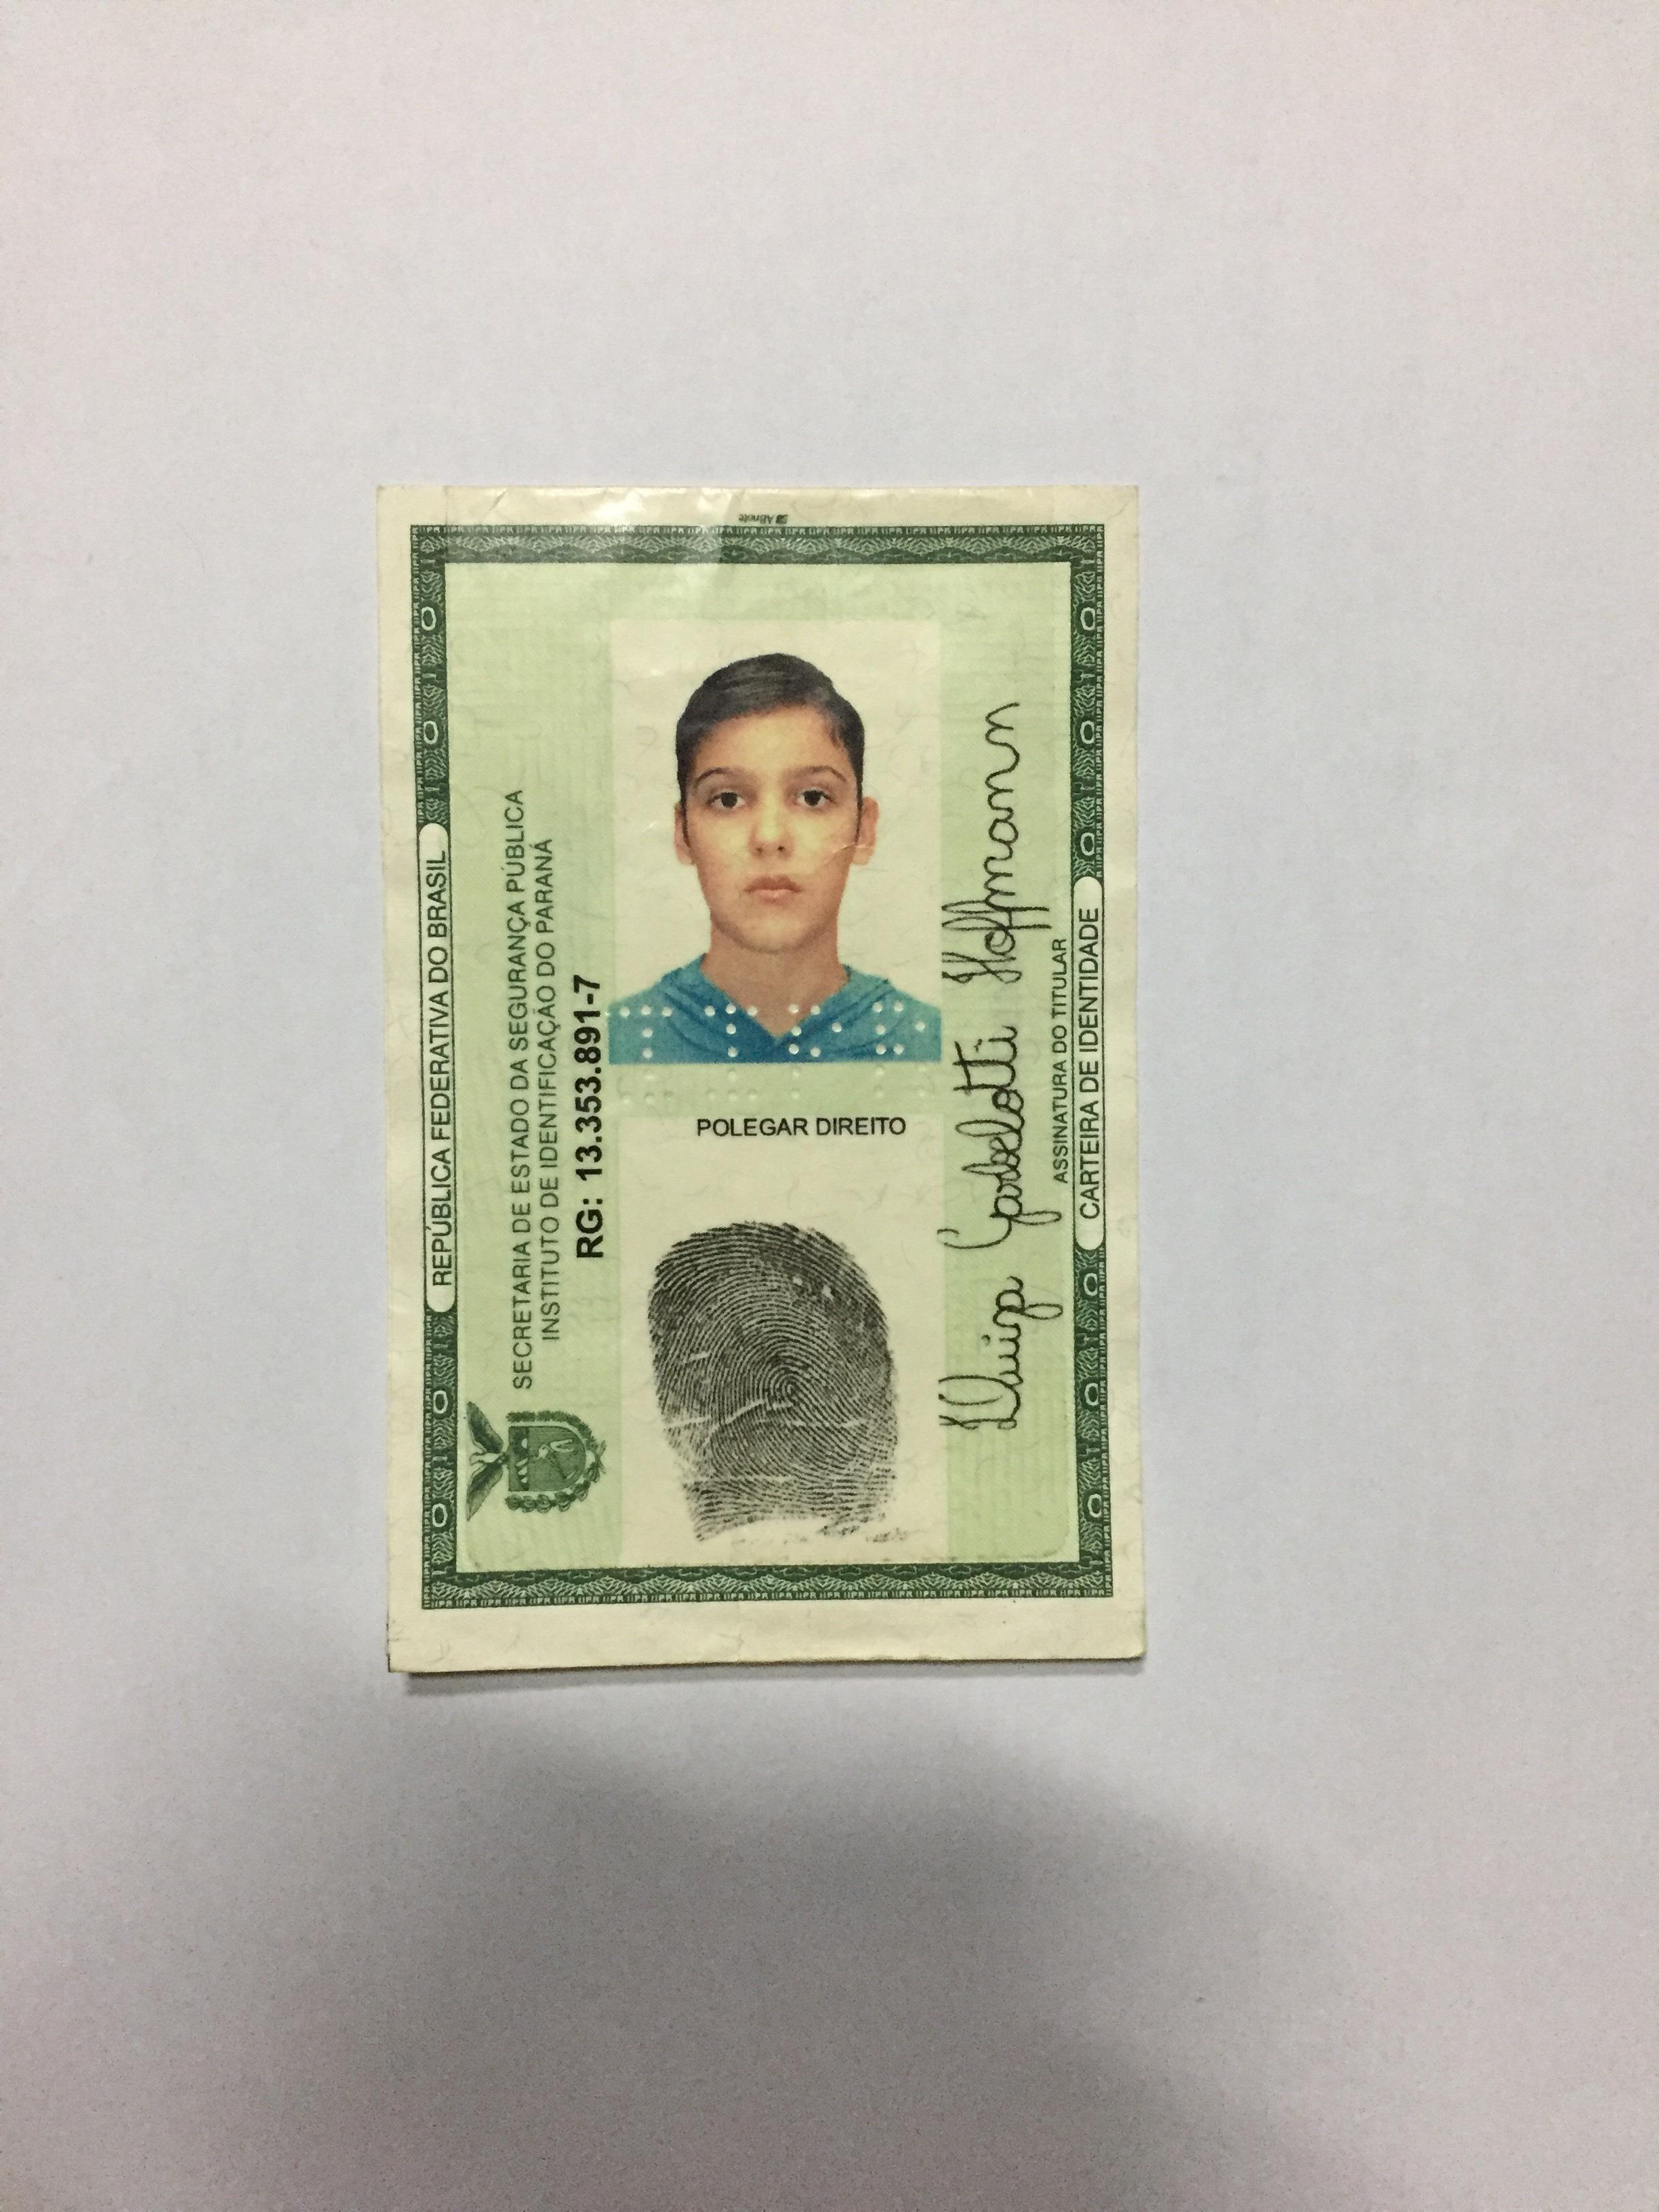 REPÚBLICA FEDERATIVA DO BRASIL
SECRETARIA DE ESTADO DA SEGURANÇA PÚBLICA
INSTITUTO DE IDENTIFICAÇÃO DO PARANÁ
RG: 13.353.891-7
POLEGAR DIREITO
Luiza Garbelotti Hoffmann
ASSINATURA DO TITULAR
CARTEIRA DE IDENTIDADE